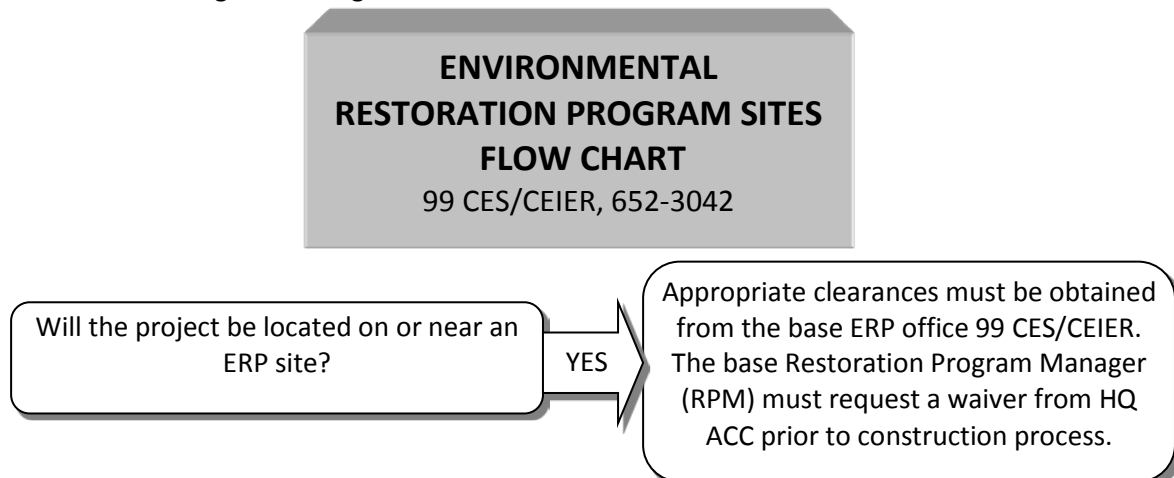 ENVIRONMENTAL
RESTORATION PROGRAM SITES
FLOW CHART
99 CES/CEIER, 652-3042
Will the project be located on or near an
ERP site?
YES
Appropriate clearances must be obtained
from the base ERP office 99 CES/CEIER.
The base Restoration Program Manager
(RPM) must request a waiver from HQ
ACC prior to construction process.